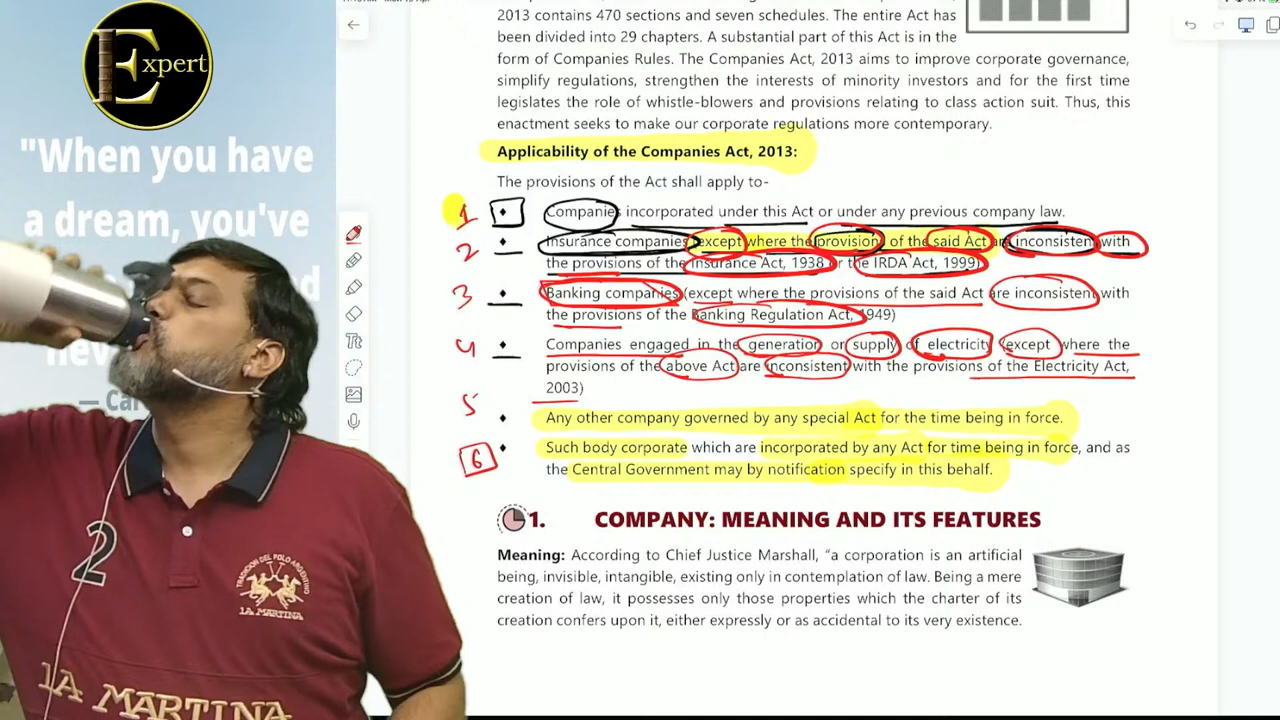 Expert
"When you have
a dream, you've
2013 contains 470 sections and seven schedules. The entire Act has
been divided into 29 chapters. A substantial part of this Act is in the
form of Companies Rules. The Companies Act, 2013 aims to improve corporate governance,
simplify regulations, strengthen the interests of minority investors and for the first time
legislates the role of whistle-blowers and provisions relating to class action suit. Thus, this
enactment seeks to make our corporate regulations more contemporary.
Applicability of the Companies Act, 2013:
The provisions of the Act shall apply to-
1 ♦ Companies incorporated under this Act or under any previous company law.
2 ♦ Insurance companies (except where the provision of the said Act are inconsistent with
the provisions of the Insurance Act, 1938 or the IRDA Act, 1999)
3 ♦ Banking companies (except where the provisions of the said Act are inconsistent with
the provisions of the Banking Regulation Act, 1949)
4 ♦ Companies engaged in the generation or supply of electricity (except where the
provisions of the above Act are inconsistent with the provisions of the Electricity Act,
2003)
5 ♦ Any other company governed by any special Act for the time being in force.
6 ♦ Such body corporate which are incorporated by any Act for time being in force, and as
the Central Government may by notification specify in this behalf.
1. COMPANY: MEANING AND ITS FEATURES
Meaning: According to Chief Justice Marshall, "a corporation is an artificial
being, invisible, intangible, existing only in contemplation of law. Being a mere
creation of law, it possesses only those properties which the charter of its
creation confers upon it, either expressly or as accidental to its very existence.
2
TRADICION DEL POLO ARGENTINO
LA MARTINA
LA MARTINA